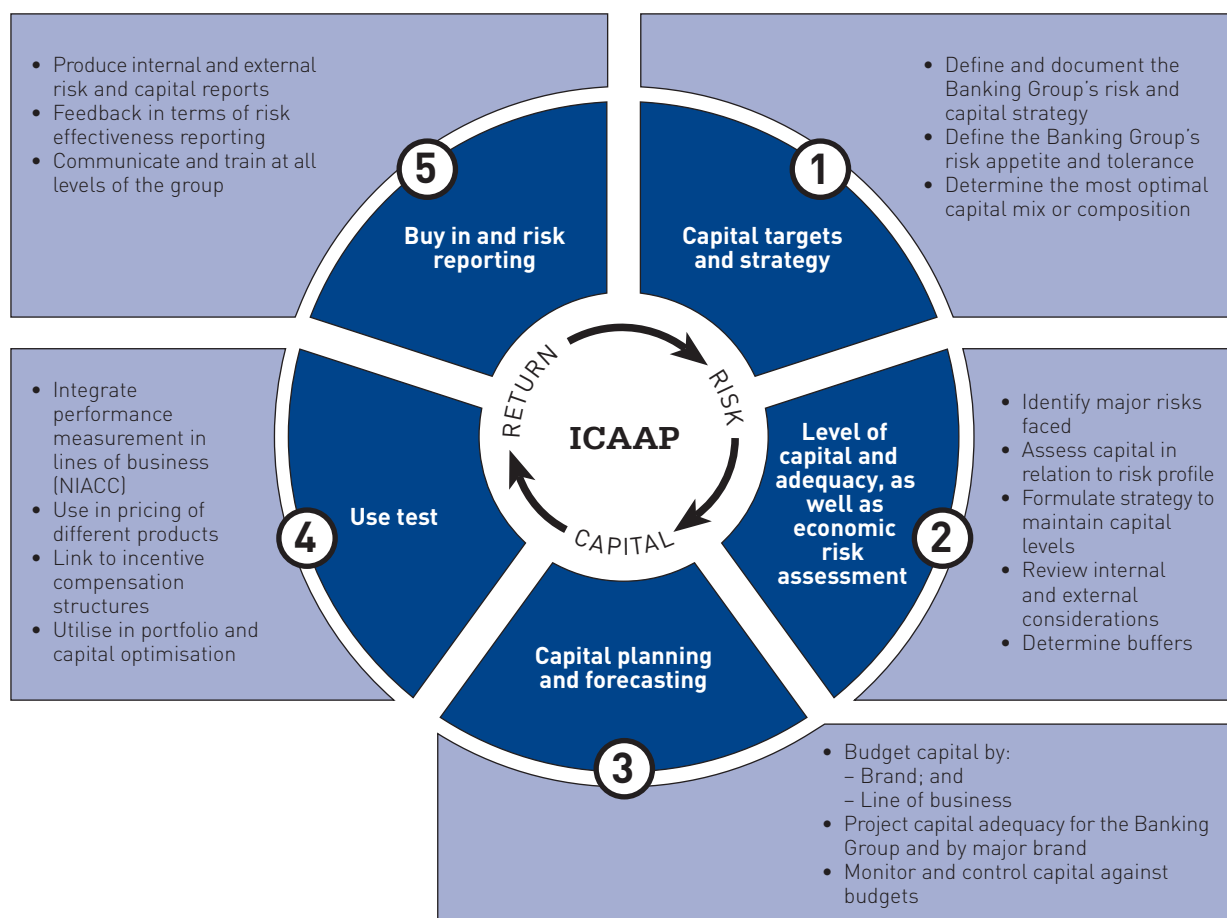 • Produce internal and external
risk and capital reports
• Feedback in terms of risk
effectiveness reporting
• Communicate and train at all
levels of the group
5
Buy in and risk
reporting
• Define and document the
Banking Group's risk and
capital strategy
• Define the Banking Group's
risk appetite and tolerance
• Determine the most optimal
capital mix or composition
1
Capital targets
and strategy
• Identify major risks
faced
• Assess capital in
relation to risk profile
• Formulate strategy to
maintain capital
levels
• Review internal
and external
considerations
• Determine buffers
2
Level of
capital and
adequacy, as
well as
economic
risk
assessment
• Budget capital by:
– Brand; and
– Line of business
• Project capital adequacy for the Banking
Group and by major brand
• Monitor and control capital against
budgets
3
Capital planning
and forecasting
• Integrate
performance
measurement in
lines of business
(NIACC)
• Use in pricing of
different products
• Link to incentive
compensation
structures
• Utilise in portfolio and
capital optimisation
4
Use test
RETURN
RISK
CAPITAL
ICAAP